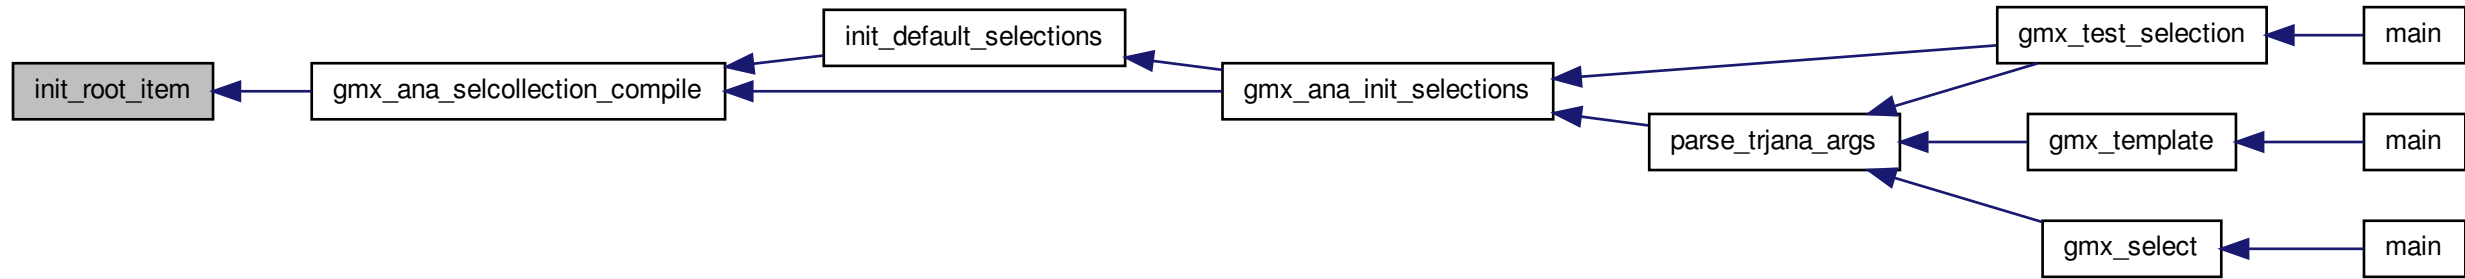 init_root_item
gmx_ana_selcollection_compile
init_default_selections
gmx_ana_init_selections
parse_trjana_args
gmx_test_selection
main
gmx_template
main
gmx_select
main